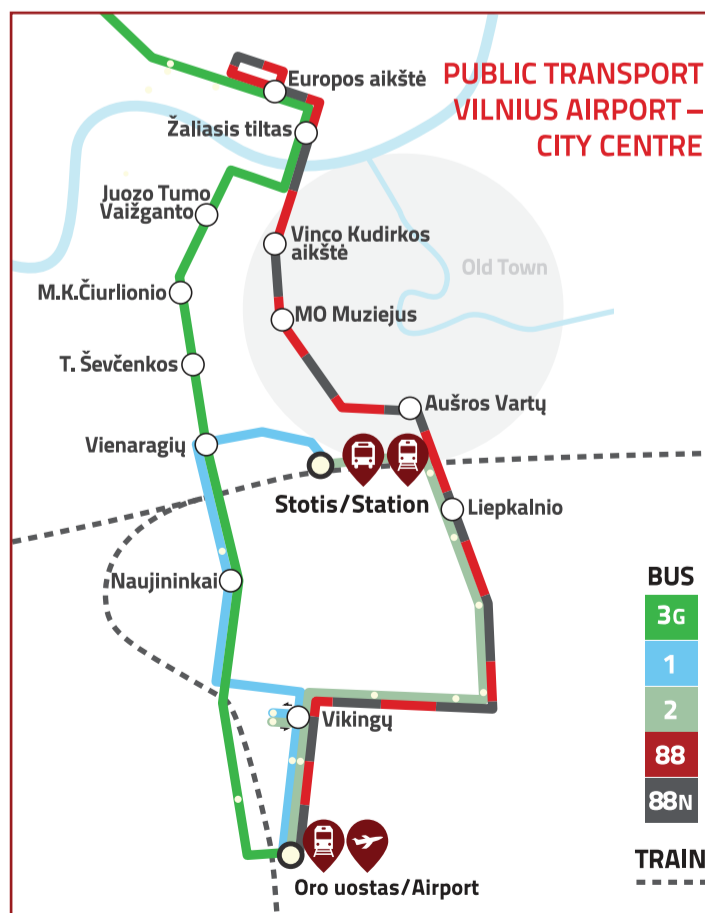 PUBLIC TRANSPORT
VILNIUS AIRPORT –
CITY CENTRE
Europos aikštė
Žaliasis tiltas
Juozo Tumo
Vaižganto
Vinco Kudirkos
aikštė
Old Town
M.K.Čiurlionio
MO Muziejus
T. Ševčenkos
Aušros Vartų
Vienaragių
Stotis/Station
Liepkalnio
Naujininkai
Vikingų
Oro uostas/Airport
BUS
3G
1
2
88
88N
TRAIN